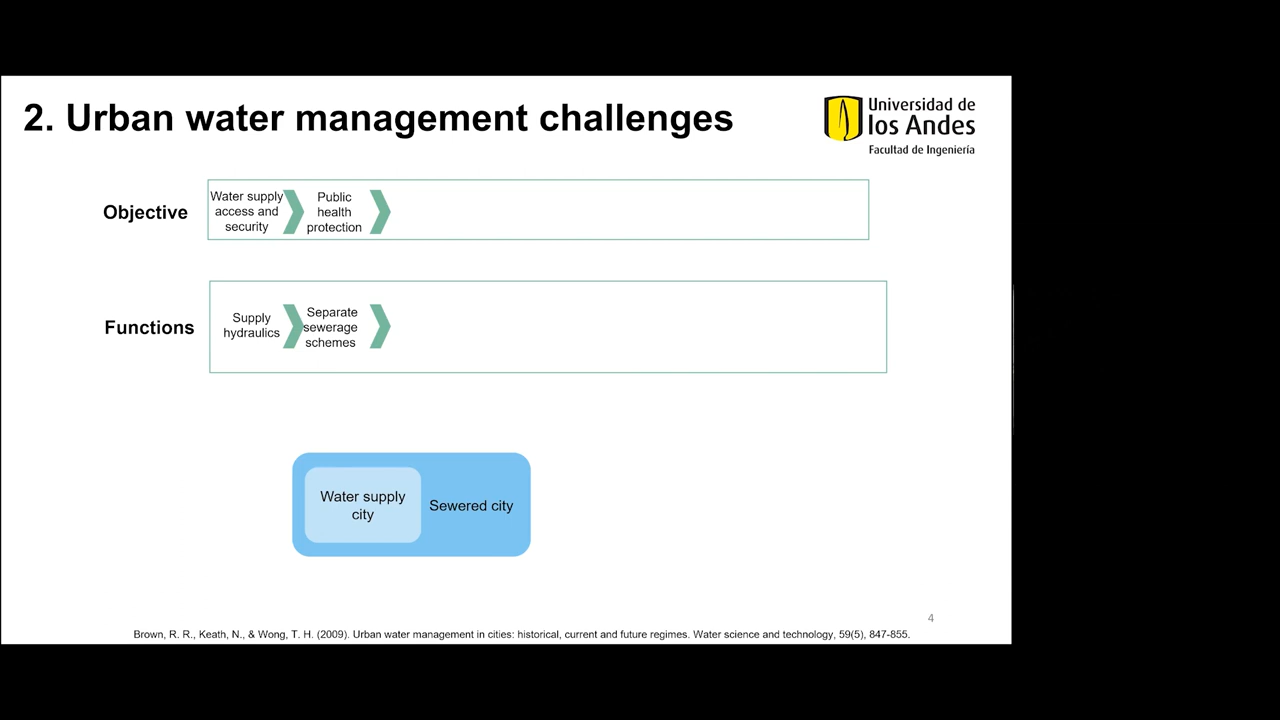 2. Urban water management challenges
Universidad de
los Andes
Facultad de Ingeniería
Objective
Water supply
access and
security
Public
health
protection
Functions
Supply
hydraulics
Separate
sewerage
schemes
Water supply
city
Sewered city
4
Brown, R. R., Keath, N., & Wong, T. H. (2009). Urban water management in cities: historical, current and future regimes. Water science and technology, 59(5), 847-855.